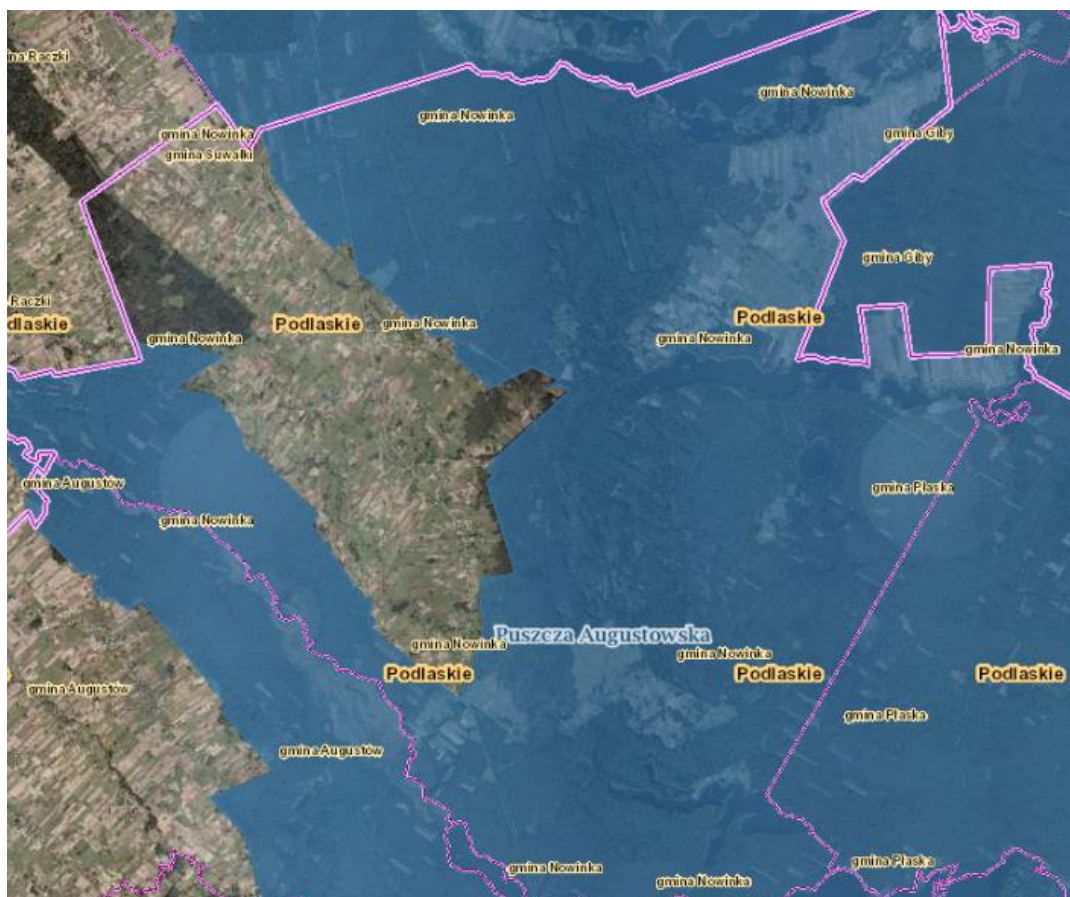 ina Raczki
gmina Nowinka
gmina Nowinka
gmina Nowinka
gmina Giby
gmina Suwałki
gmina Giby
Raczki
dlaskie
Podlaskie
gmina Nowinka
Podlaskie
gmina Nowinka
gmina Nowinka
gmina Nowinka
gmina Augustów
gmina Płaska
gmina Nowinka
Puszcza Augustowska
gmina Nowinka
gmina Nowinka
Podlaskie
Podlaskie
Podlaskie
gmina Augustów
gmina Płaska
gmina Augustów
gmina Płaska
gmina Nowinka
gmina Nowinka